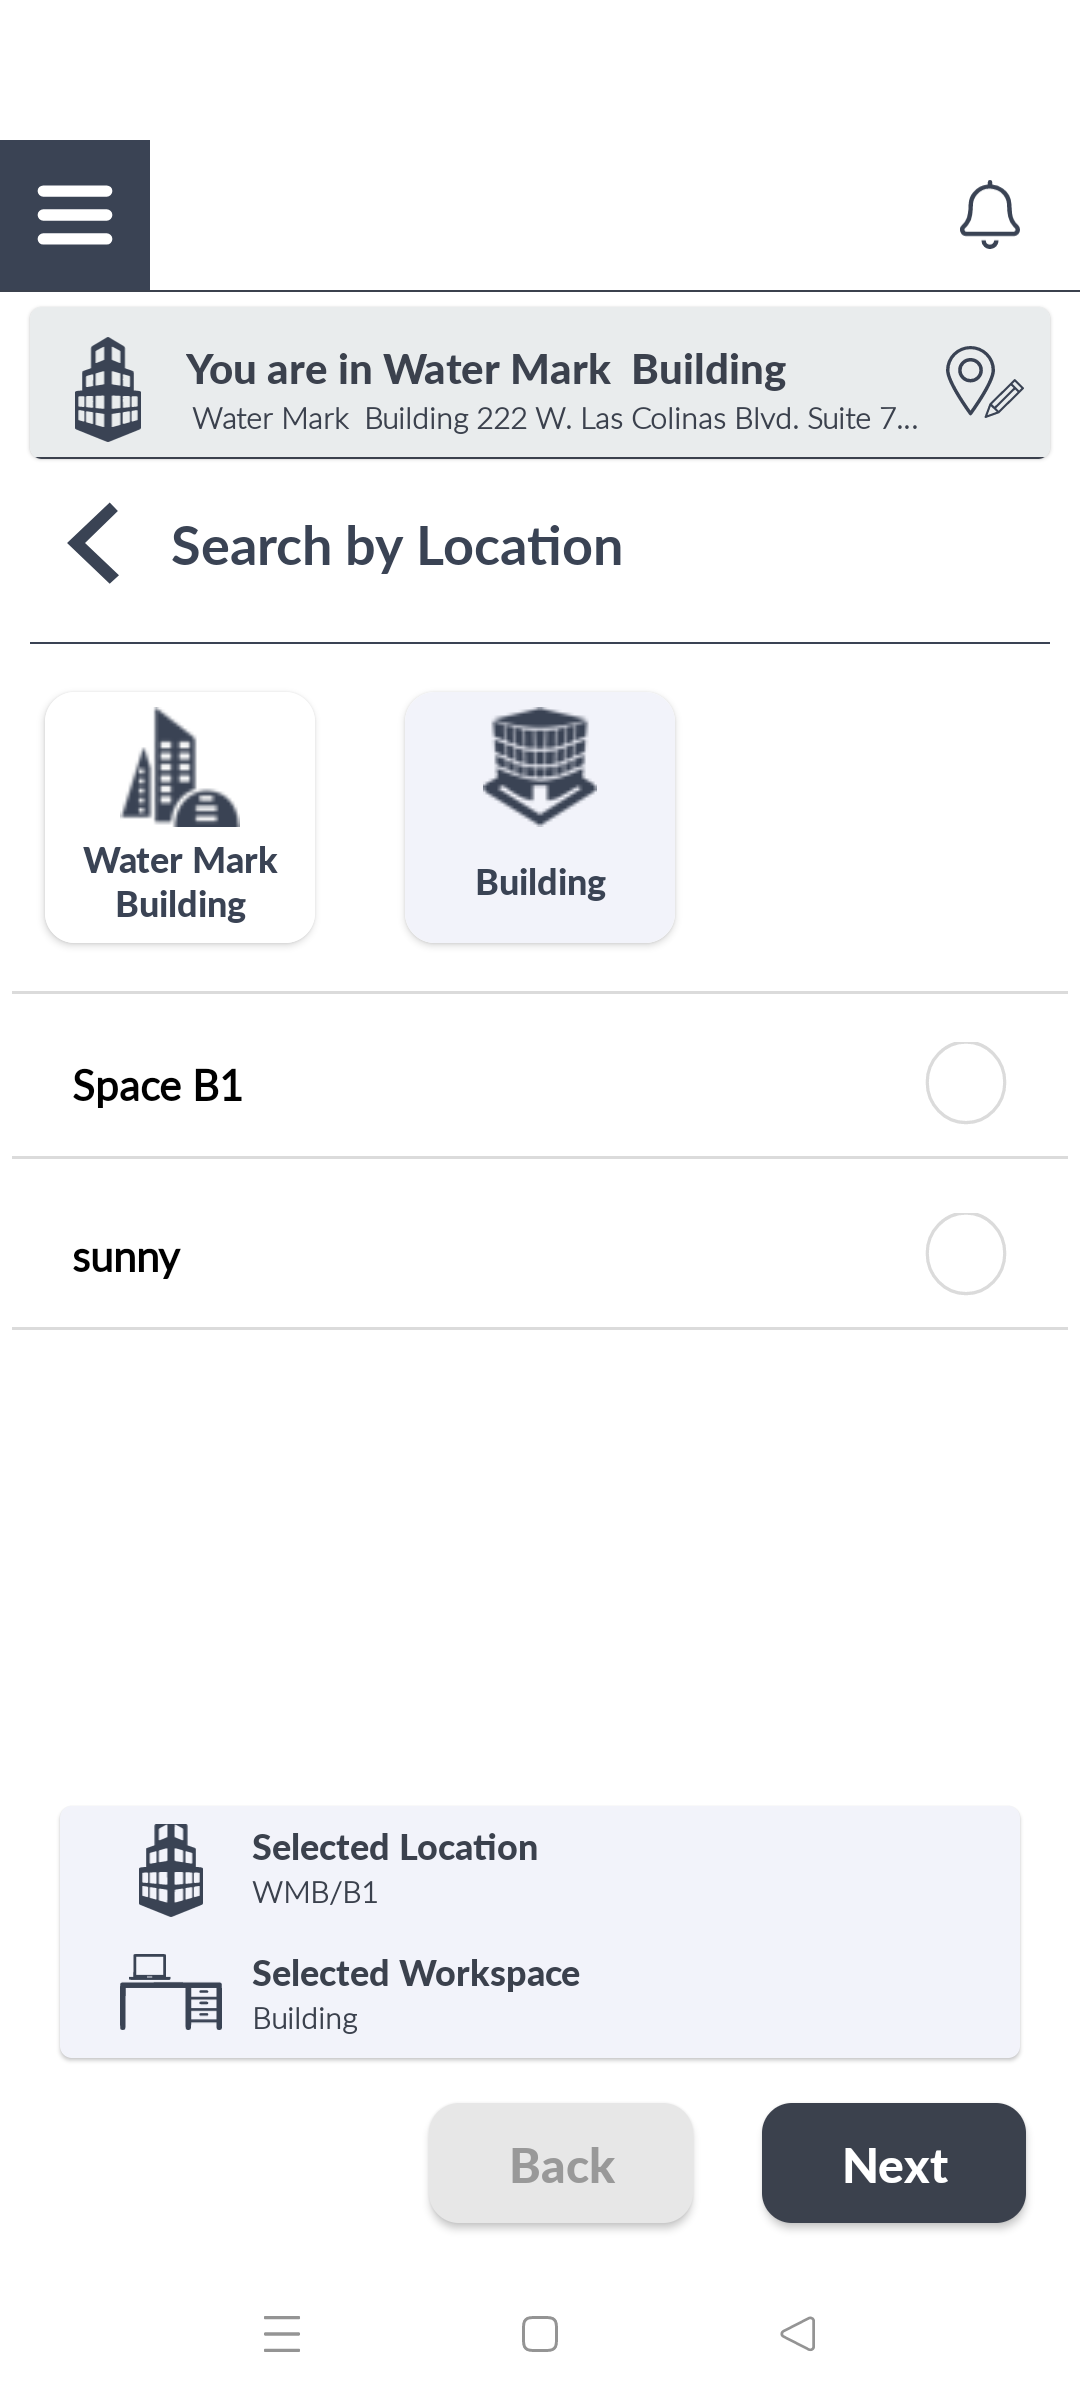 You are in Water Mark  Building
Water Mark  Building 222 W. Las Colinas Blvd. Suite 7...
Search by Location
Water Mark
Building
Building
Space B1
sunny
Selected Location
WMB/B1
Selected Workspace
Building
Back
Next